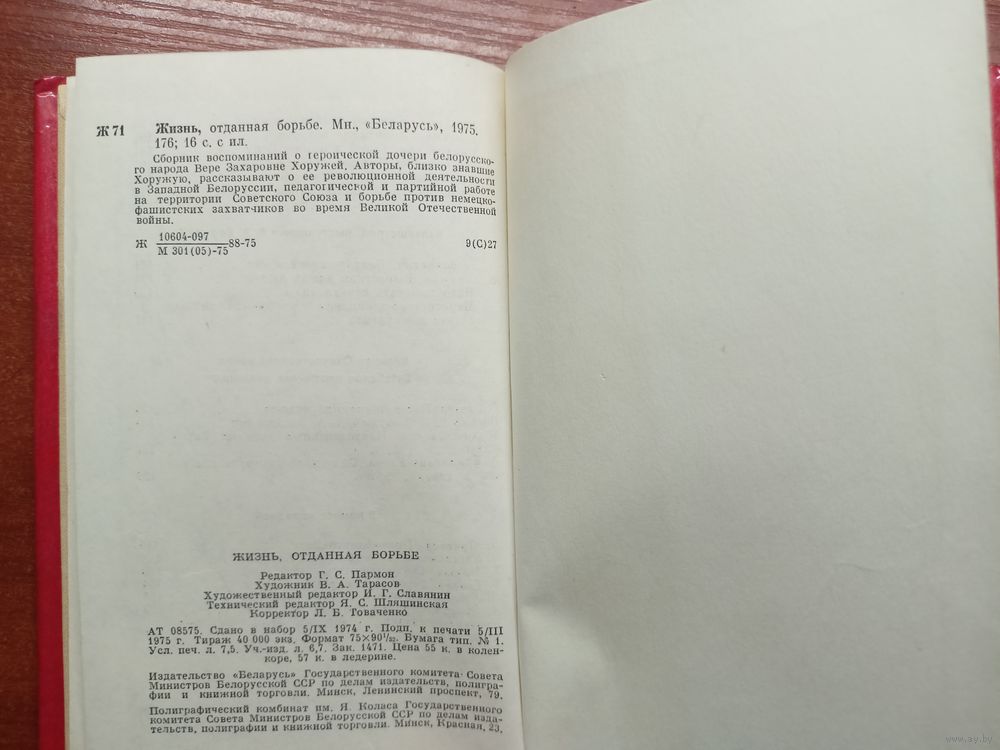 Ж 71 Жизнь, отданная борьбе. Мн., «Беларусь», 1975.
176; 16 с. с ил.
Сборник воспоминаний о героической дочери белорусско-
го народа Вере Захаровне Хоружей. Авторы, близко знавшие
Хоружую, рассказывают о ее революционной деятельности
в Западной Белоруссии, педагогической и партийной работе
на территории Советского Союза и борьбе против немецко-
фашистских захватчиков во время Великой Отечественной
войны.
Ж 10604-097
М 301(05)-75 88-75 9(С)27
ЖИЗНЬ, ОТДАННАЯ БОРЬБЕ
Редактор Г. С. Пармон
Художник В. А. Тарасов
Художественный редактор И. Г. Славянин
Технический редактор Я. С. Шляшинская
Корректор Л. Б. Товаченко
АТ 08575. Сдано в набор 5/IX 1974 г. Подп. к печати 5/III
1975 г. Тираж 40 000 экз. Формат 75×90¹/₃₂. Бумага тип. № 1.
Усл. печ. л. 7,5. Уч.-изд. л. 6,7. Зак. 1471. Цена 55 к. в колен-
коре, 57 к. в ледерине.
Издательство «Беларусь» Государственного комитета Совета
Министров Белорусской ССР по делам издательств, полигра-
фии и книжной торговли. Минск, Ленинский проспект, 79.
Полиграфический комбинат им. Я. Коласа Государственного
комитета Совета Министров Белорусской ССР по делам изда-
тельств, полиграфии и книжной торговли. Минск, Красная, 23.
www.ay.by